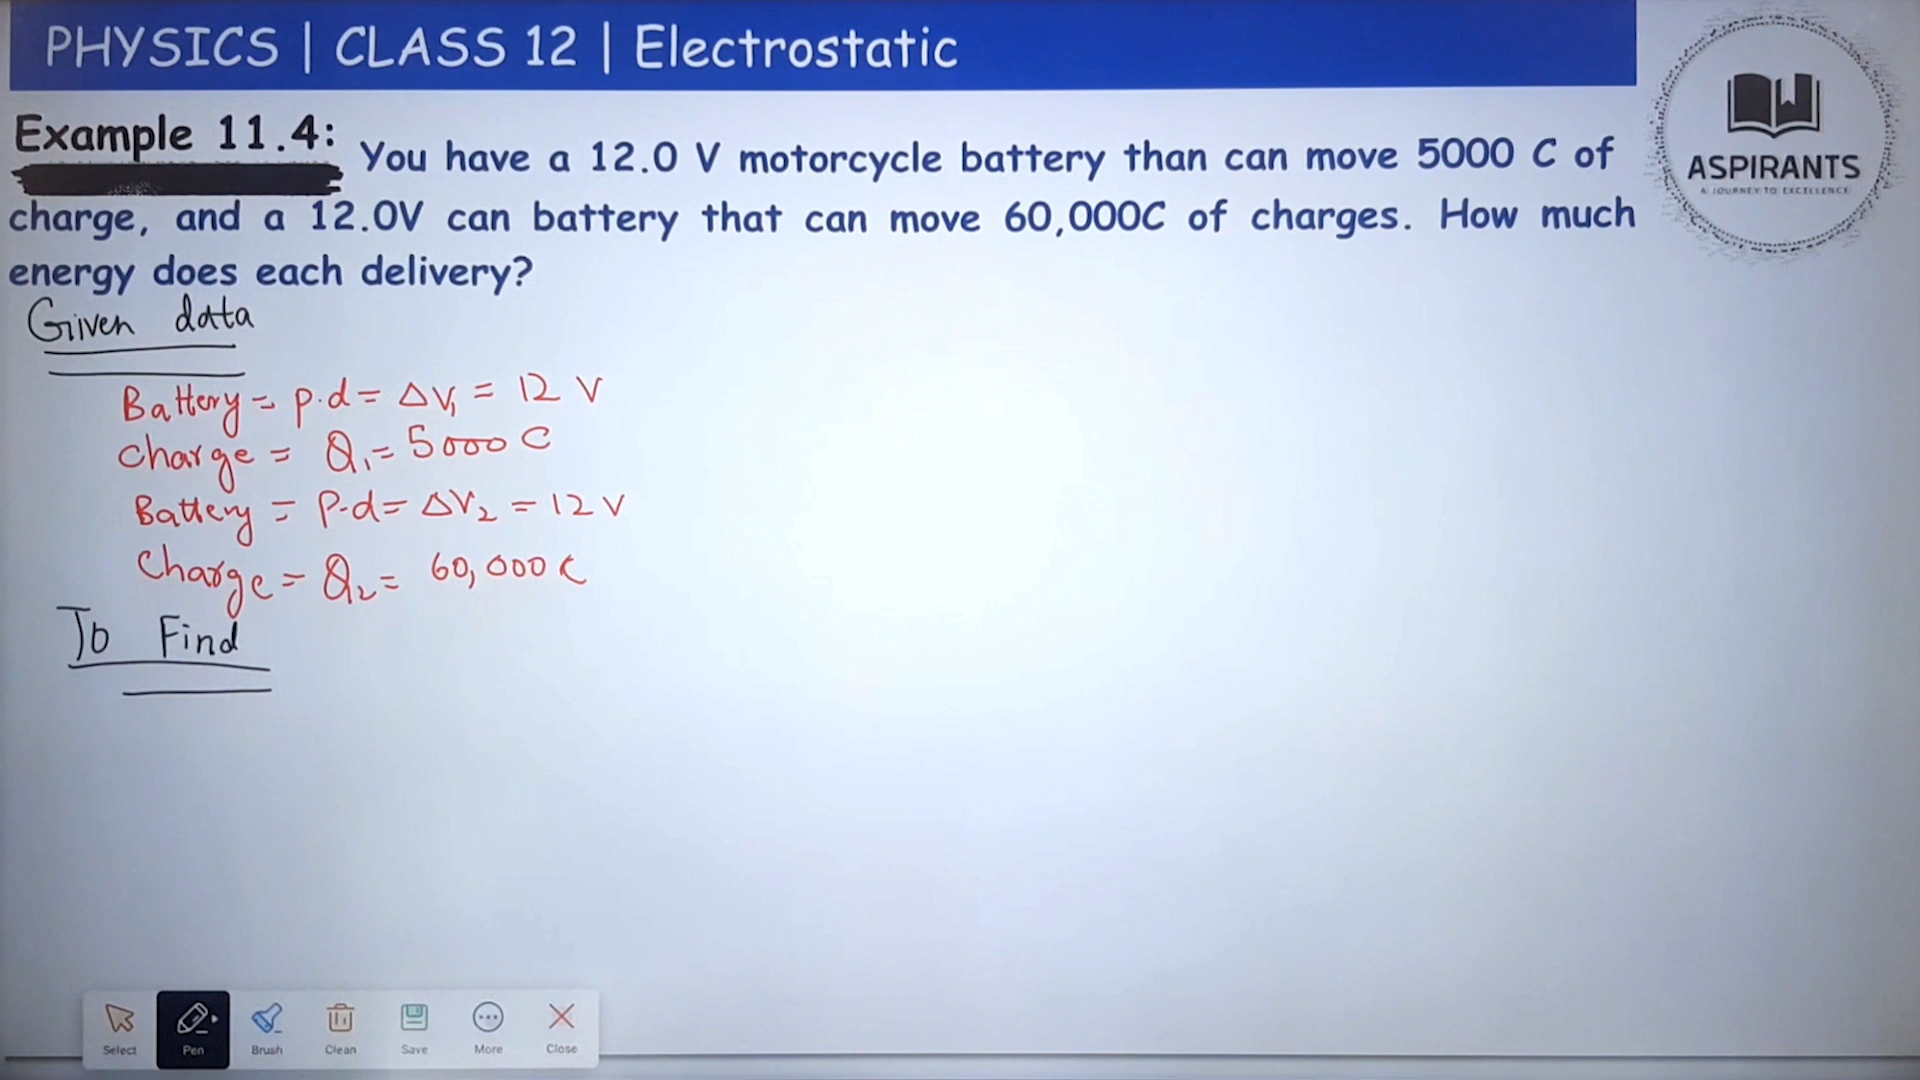 PHYSICS | CLASS 12 | Electrostatic
ASPIRANTS
A JOURNEY TO EXCELLENCE
Example 11.4: You have a 12.0 V motorcycle battery than can move 5000 C of
charge, and a 12.0V can battery that can move 60,000C of charges. How much
energy does each delivery?
Given data
Battery = p.d = ΔV₁ = 12 V
Charge = Q₁ = 5000 C
Battery = P.d = ΔV₂ = 12 V
Charge = Q₂ = 60,000 C
To Find
Select Pen Brush Clean Save More Close